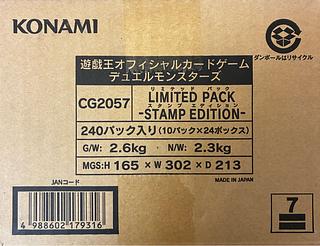 KONAMI
ダンボールはリサイクル
遊戯王オフィシャルカードゲーム
デュエルモンスターズ
CG2057
リミテッド パック
LIMITED PACK
スタンプ エディション
-STAMP EDITION-
240パック入り(10パック×24ボックス)
G/W: 2.6kg N/W: 2.3kg
MGS:H 165 × W 302 × D 213
JANコード
MADE IN JAPAN
4 988602 179316
7